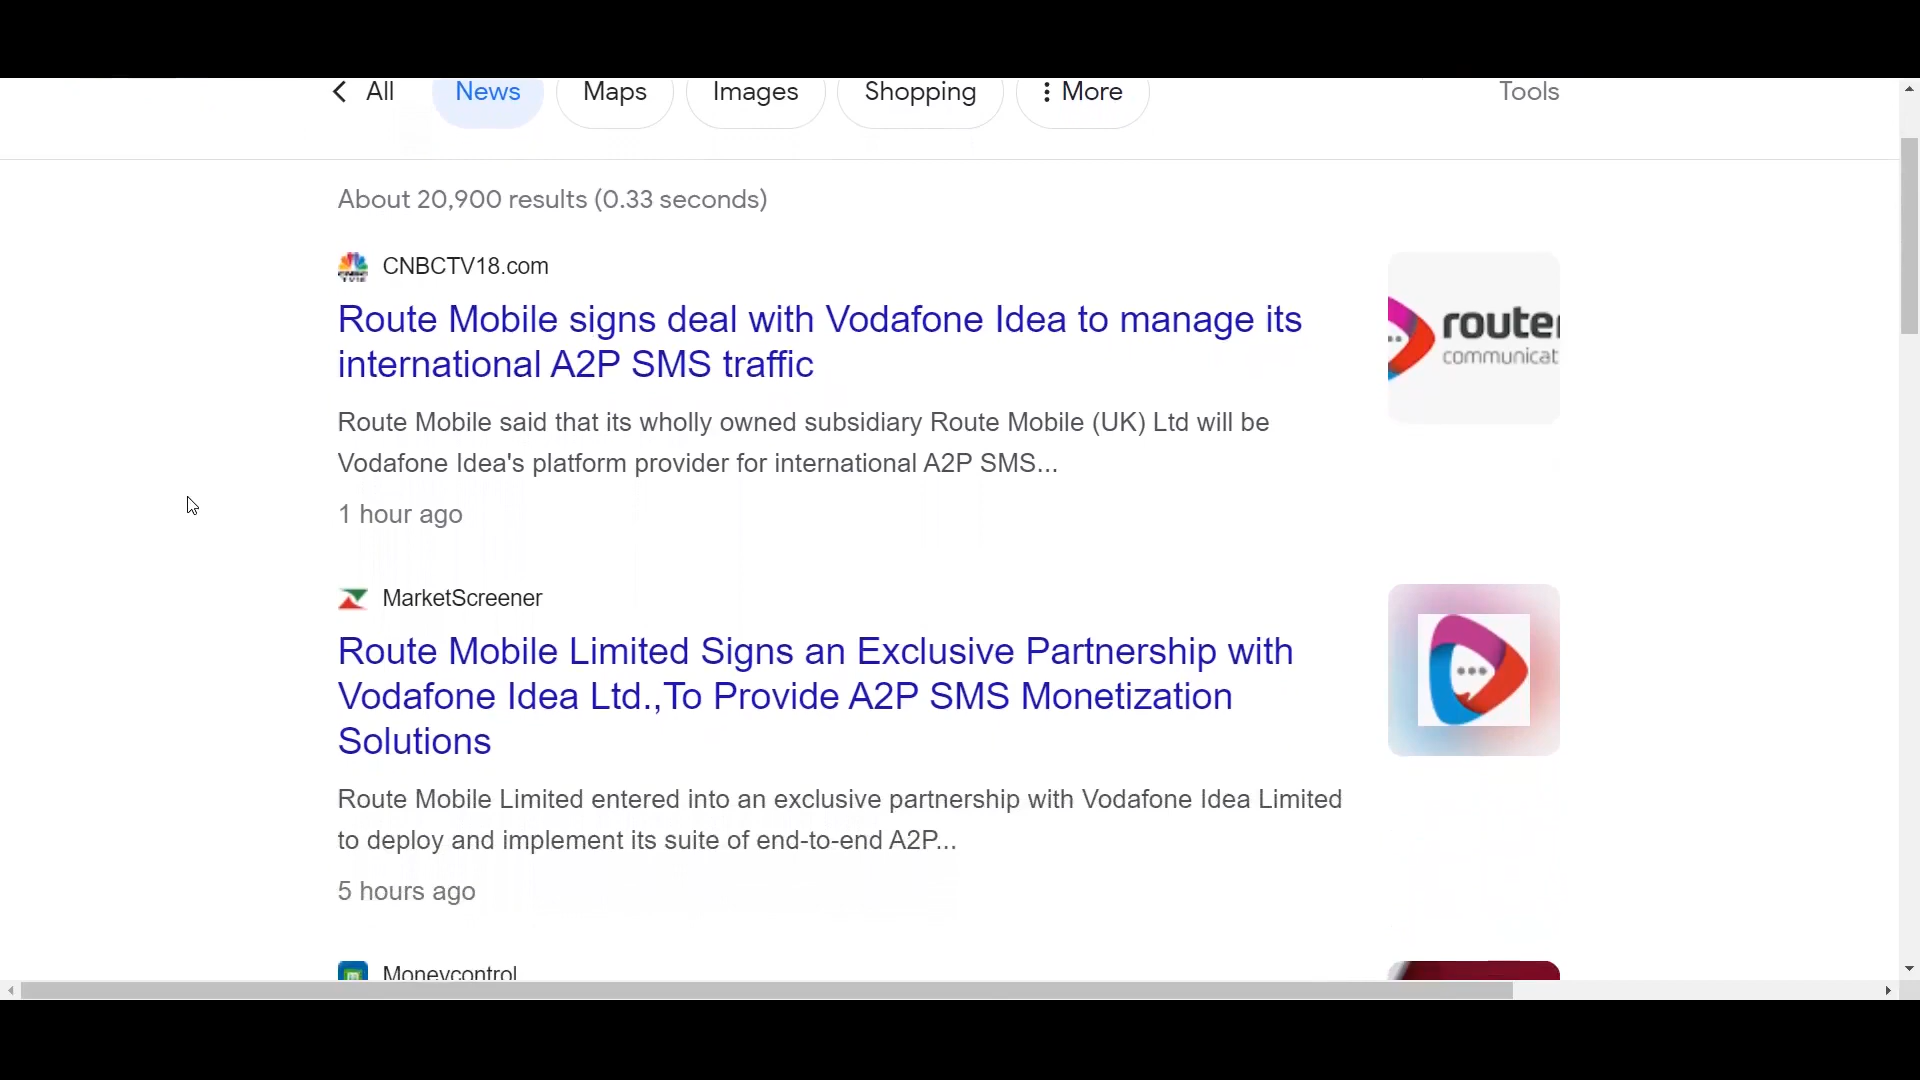 All News Maps Images Shopping More Tools
About 20,900 results (0.33 seconds)
CNBCTV18.com
Route Mobile signs deal with Vodafone Idea to manage its
international A2P SMS traffic
Route Mobile said that its wholly owned subsidiary Route Mobile (UK) Ltd will be
Vodafone Idea's platform provider for international A2P SMS...
1 hour ago
route
communicat
MarketScreener
Route Mobile Limited Signs an Exclusive Partnership with
Vodafone Idea Ltd.,To Provide A2P SMS Monetization
Solutions
Route Mobile Limited entered into an exclusive partnership with Vodafone Idea Limited
to deploy and implement its suite of end-to-end A2P...
5 hours ago
Moneycontrol